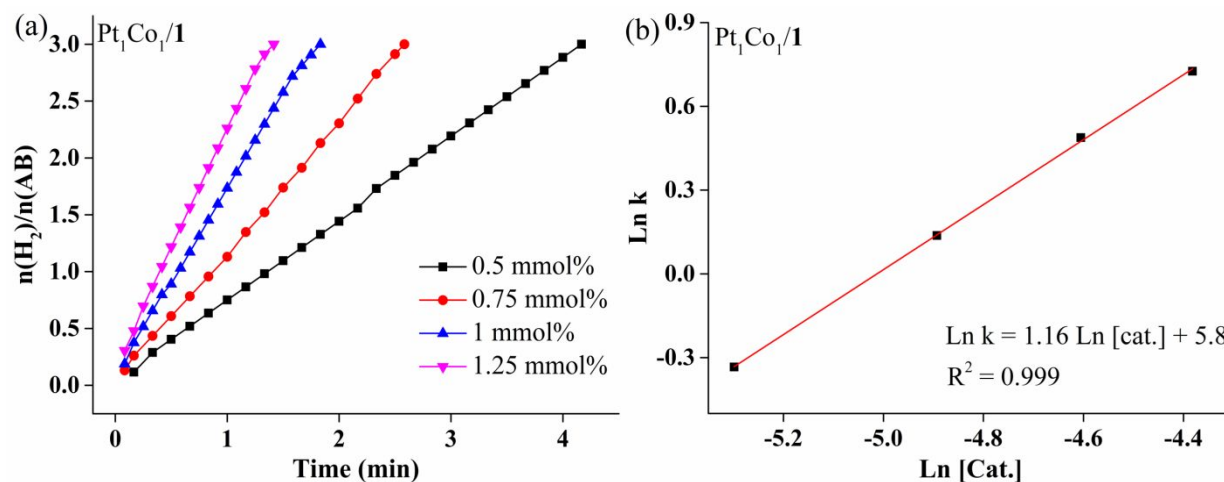 (a)
Pt₁Co₁/1
n(H₂)/n(AB)
3.0
2.5
2.0
1.5
1.0
0.5
0.0
0.5 mmol%
0.75 mmol%
1 mmol%
1.25 mmol%
0 1 2 3 4
Time (min)
(b)
Pt₁Co₁/1
Ln k
0.9
0.6
0.3
0.0
-0.3
Ln k = 1.16 Ln [cat.] + 5.8
R² = 0.999
-5.2 -5.0 -4.8 -4.6 -4.4
Ln [Cat.]